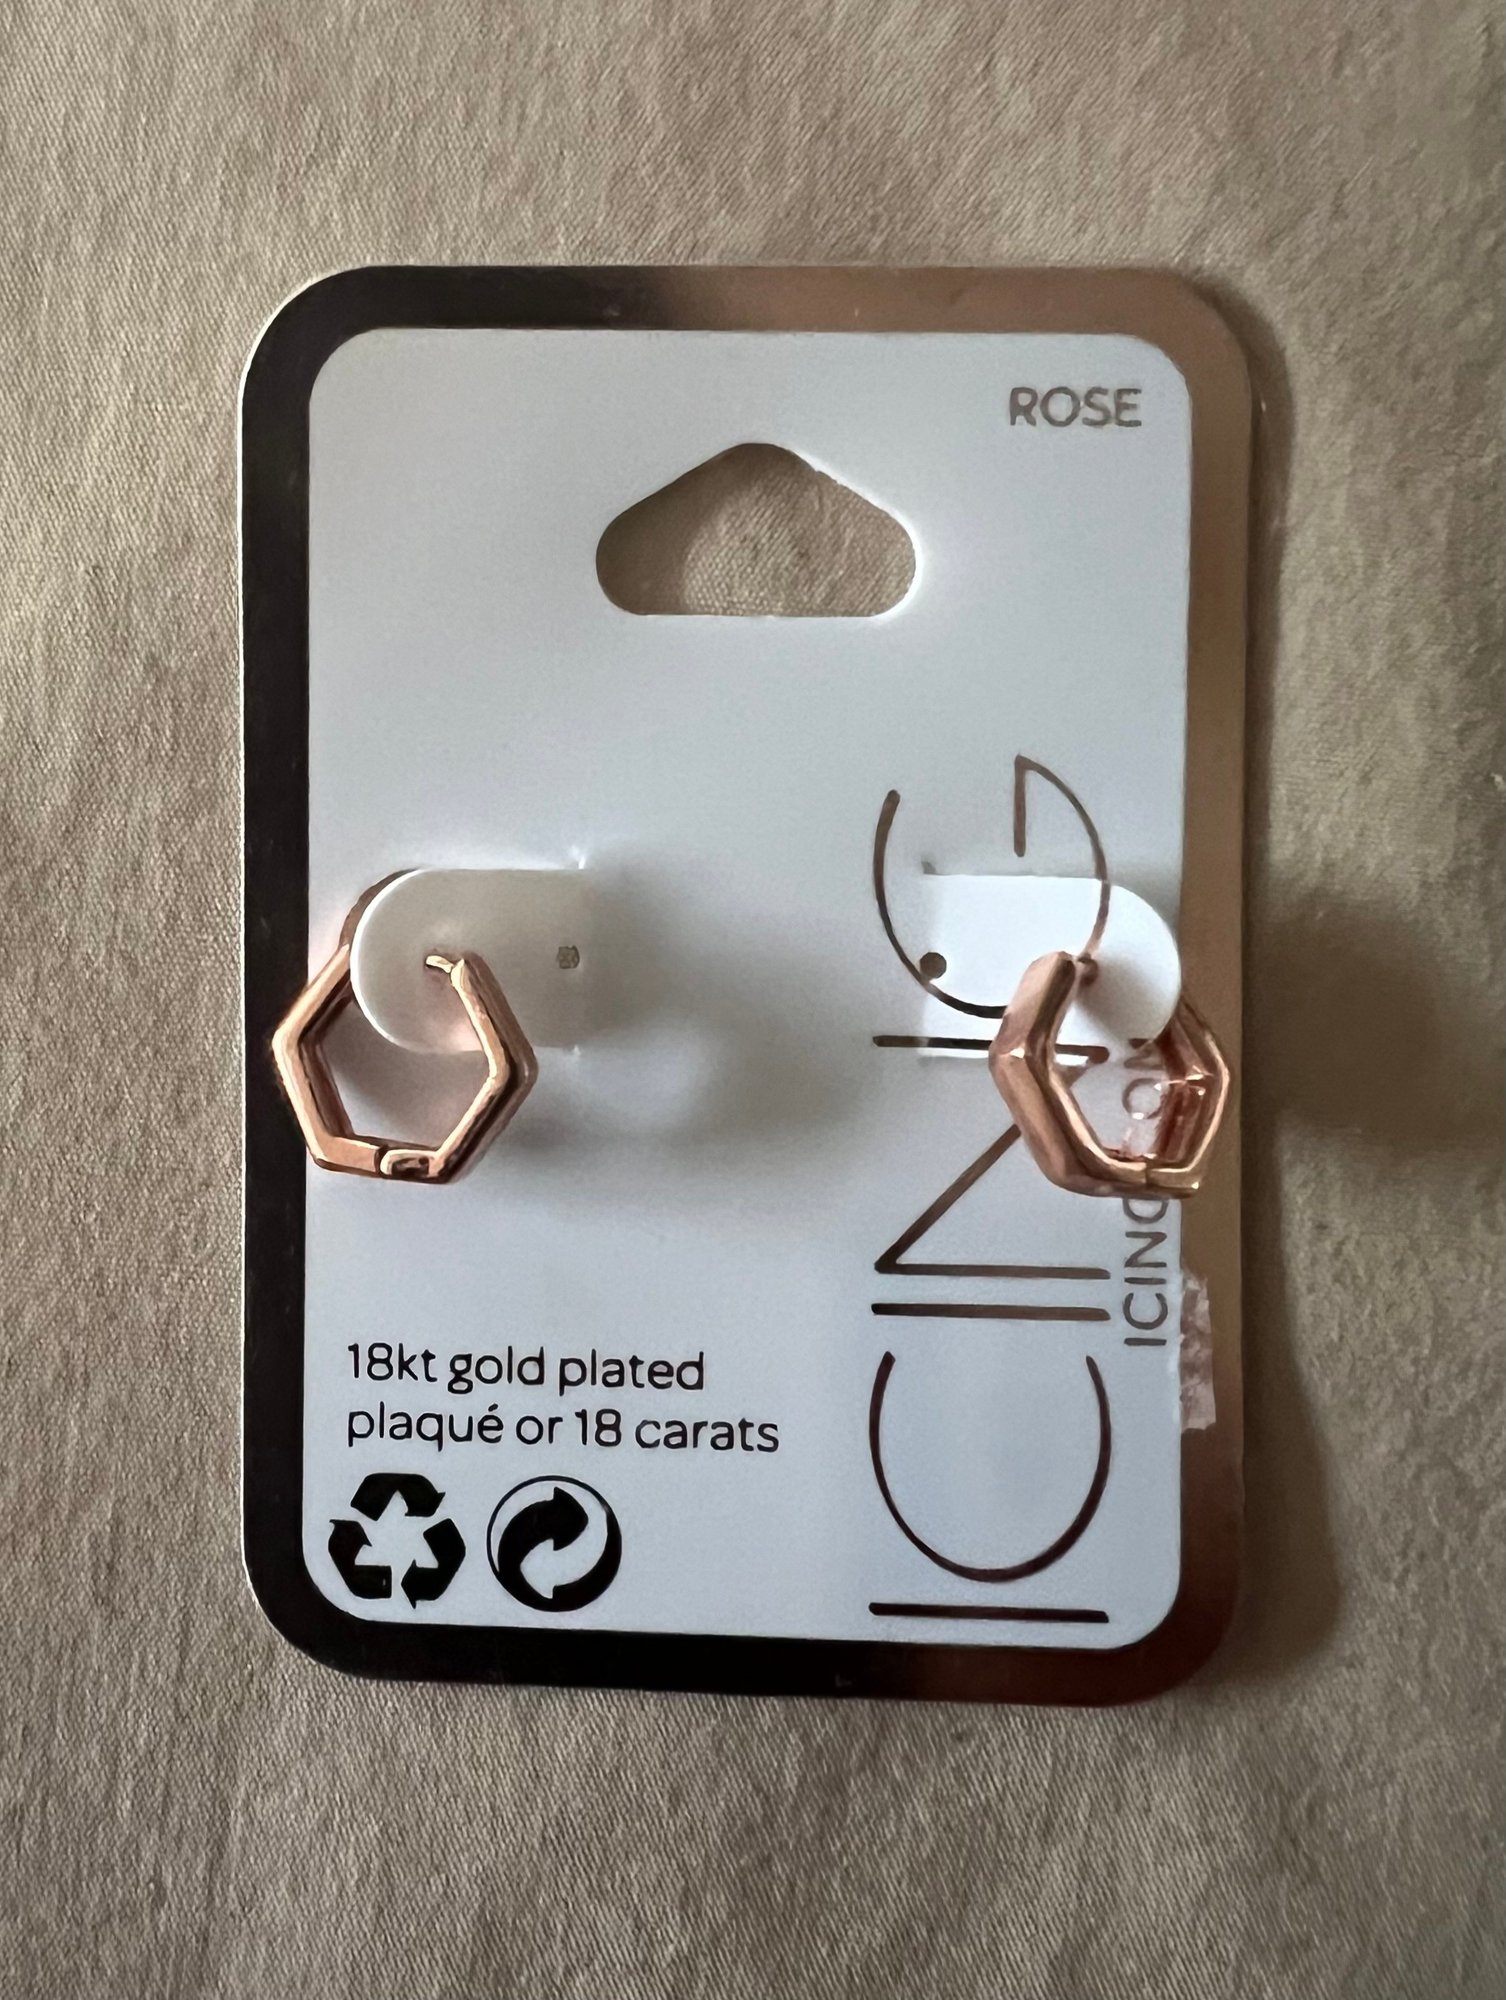 ROSE
ICING
ICING
18kt gold plated
plaqué or 18 carats